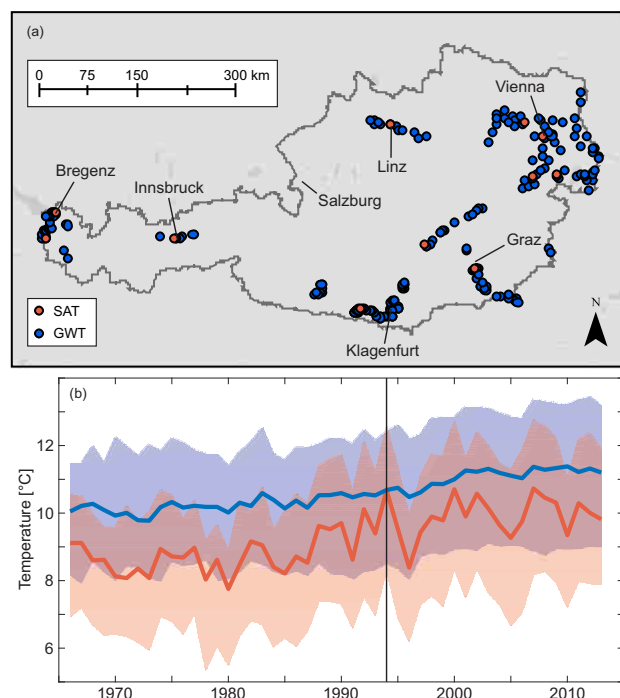 (a)
0 75 150 300 km
Vienna
Linz
Bregenz
Innsbruck
Salzburg
Graz
SAT
GWT
N
Klagenfurt
(b)
12
10
8
6
Temperature [°C]
1970 1980 1990 2000 2010